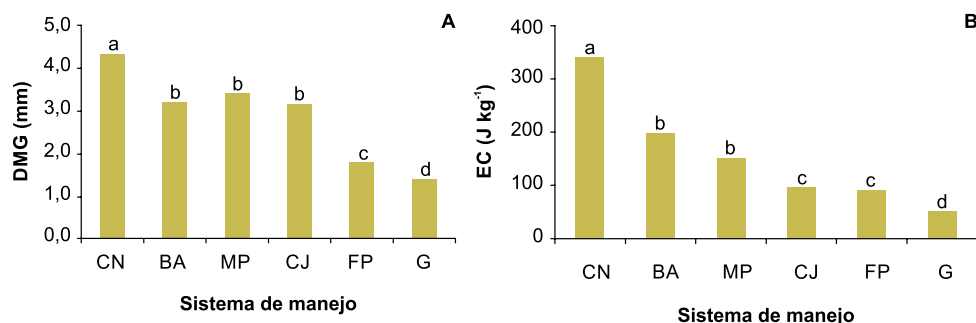 A
DMG (mm)
5,0
4,0
3,0
2,0
1,0
0,0
a
b
b
b
c
d
CN BA MP CJ FP G
Sistema de manejo
B
EC (J kg⁻¹)
400
300
200
100
0
a
b
b
c
c
d
CN BA MP CJ FP G
Sistema de manejo